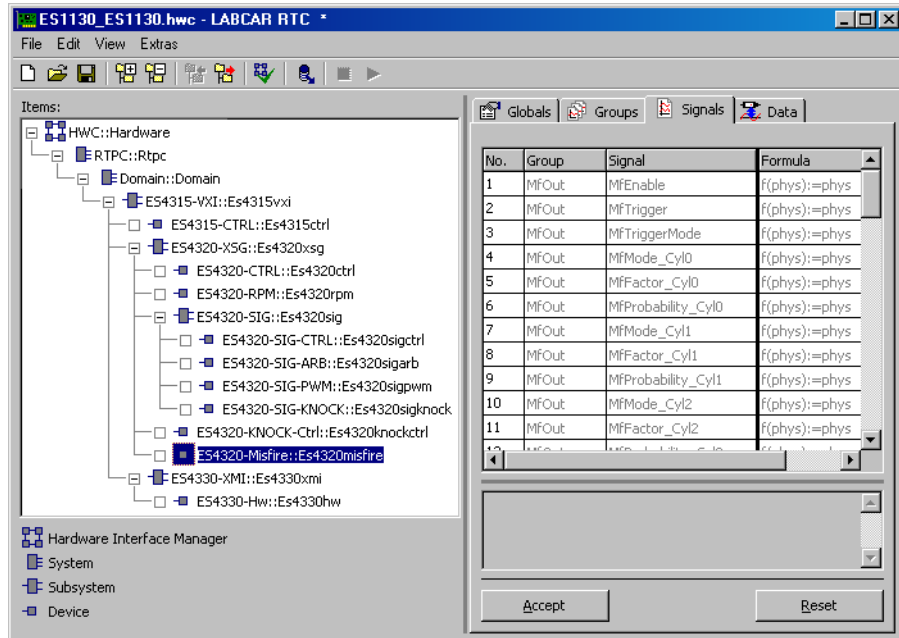 ES1130_ES1130.hwc - LABCAR RTC *
File Edit View Extras
Items:
HWC::Hardware
RTPC::Rtpc
Domain::Domain
ES4315-VXI::Es4315vxi
ES4315-CTRL::Es4315ctrl
ES4320-XSG::Es4320xsg
ES4320-CTRL::Es4320ctrl
ES4320-RPM::Es4320rpm
ES4320-SIG::Es4320sig
ES4320-SIG-CTRL::Es4320sigctrl
ES4320-SIG-ARB::Es4320sigarb
ES4320-SIG-PWM::Es4320sigpwm
ES4320-SIG-KNOCK::Es4320sigknock
ES4320-KNOCK-Ctrl::Es4320knockctrl
ES4320-Misfire::Es4320misfire
ES4330-XMI::Es4330xmi
ES4330-Hw::Es4330hw
Hardware Interface Manager
System
Subsystem
Device
Globals Groups Signals Data
No. Group Signal Formula
1 MfOut MfEnable f(phys):=phys
2 MfOut MfTrigger f(phys):=phys
3 MfOut MfTriggerMode f(phys):=phys
4 MfOut MfMode_Cyl0 f(phys):=phys
5 MfOut MfFactor_Cyl0 f(phys):=phys
6 MfOut MfProbability_Cyl0 f(phys):=phys
7 MfOut MfMode_Cyl1 f(phys):=phys
8 MfOut MfFactor_Cyl1 f(phys):=phys
9 MfOut MfProbability_Cyl1 f(phys):=phys
10 MfOut MfMode_Cyl2 f(phys):=phys
11 MfOut MfFactor_Cyl2 f(phys):=phys
Accept Reset